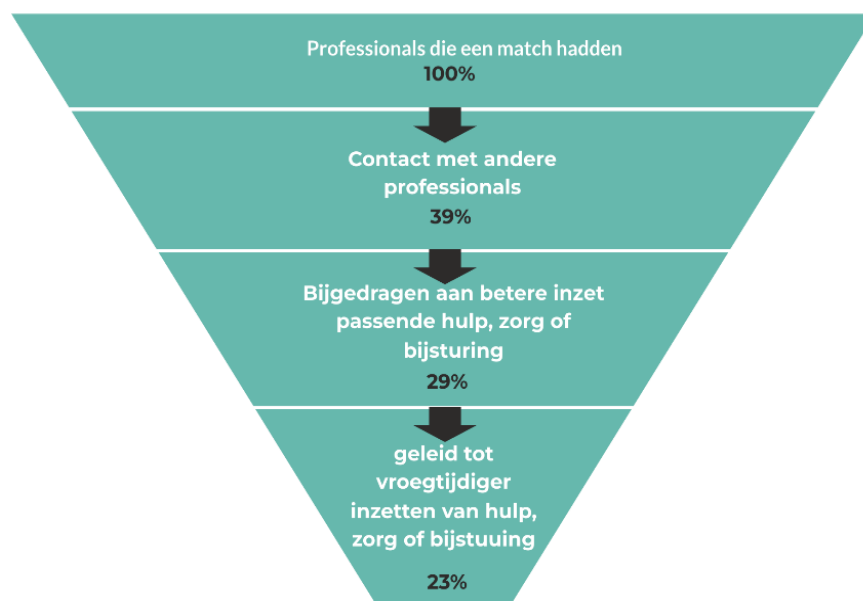 Professionals die een match hadden
100%
Contact met andere
professionals
39%
Bijgedragen aan betere inzet
passende hulp, zorg of
bijsturing
29%
geleid tot
vroegtijdiger
inzetten van hulp,
zorg of bijstuuing
23%